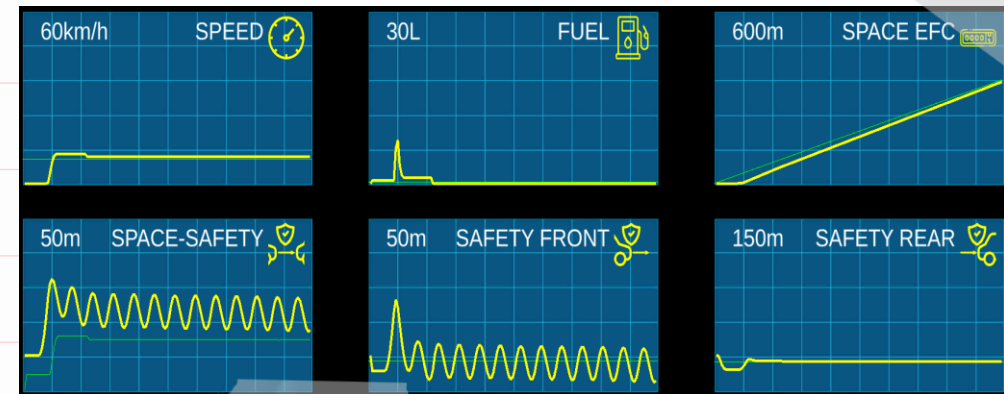 60km/h SPEED
30L FUEL
600m SPACE EFC
50m SPACE-SAFETY
50m SAFETY FRONT
150m SAFETY REAR